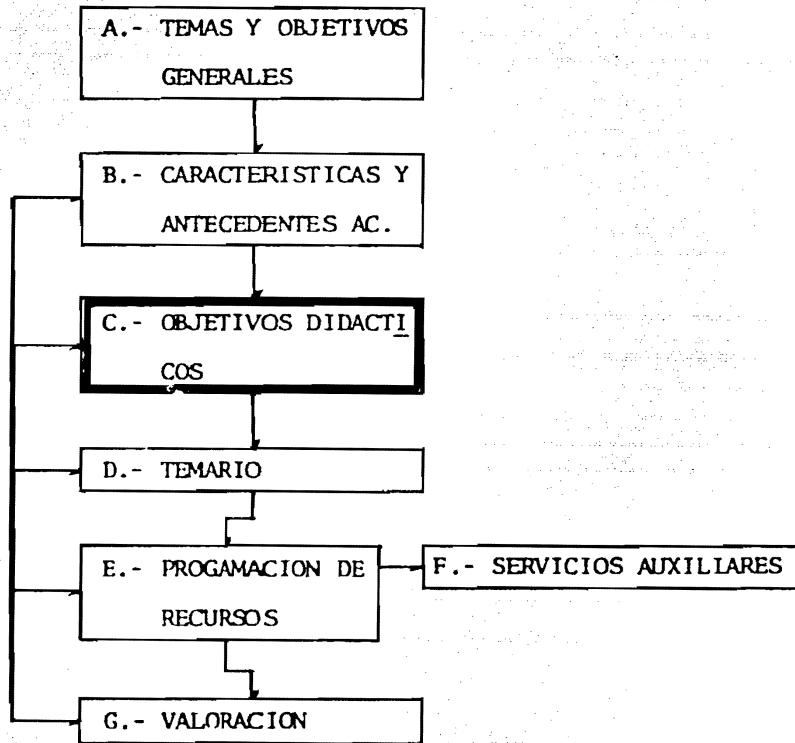 A.- TEMAS Y OBJETIVOS
GENERALES
B.- CARACTERISTICAS Y
ANTECEDENTES AC.
C.- OBJETIVOS DIDACTI
COS
D.- TEMARIO
E.- PROGAMACION DE
RECURSOS
F.- SERVICIOS AUXILIARES
G.- VALORACION